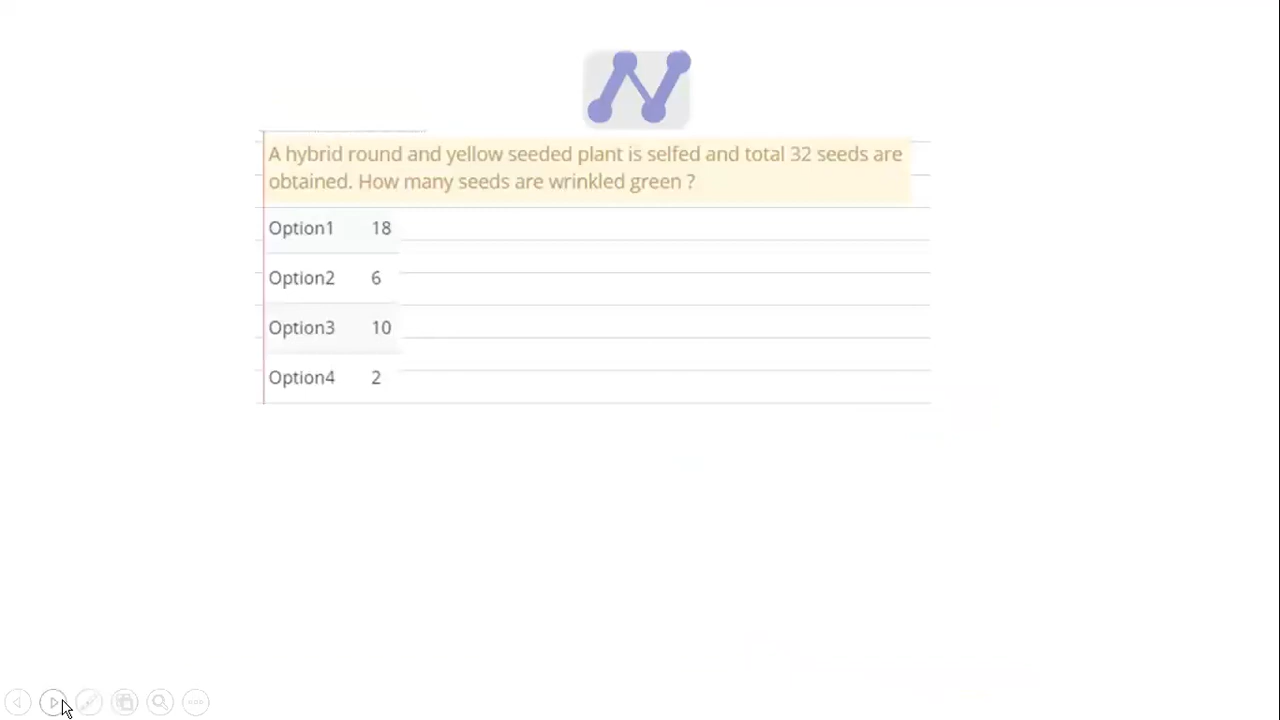 A hybrid round and yellow seeded plant is selfed and total 32 seeds are
obtained. How many seeds are wrinkled green ?
Option1 18
Option2 6
Option3 10
Option4 2